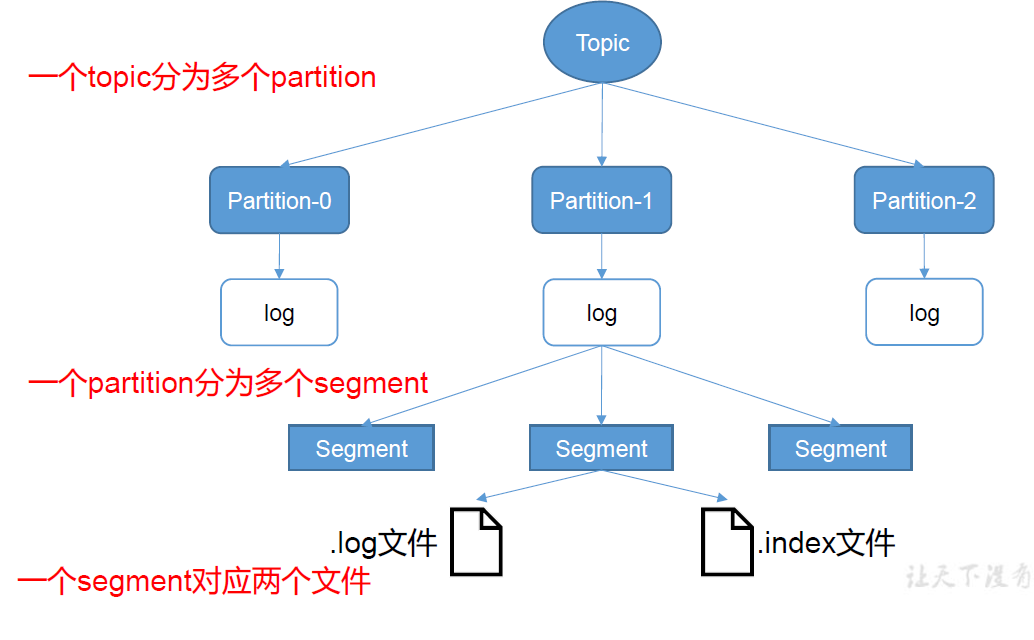 Topic
一个topic分为多个partition
Partition-0
Partition-1
Partition-2
log
log
log
一个partition分为多个segment
Segment
Segment
Segment
.log文件
.index文件
一个segment对应两个文件
让天下没有